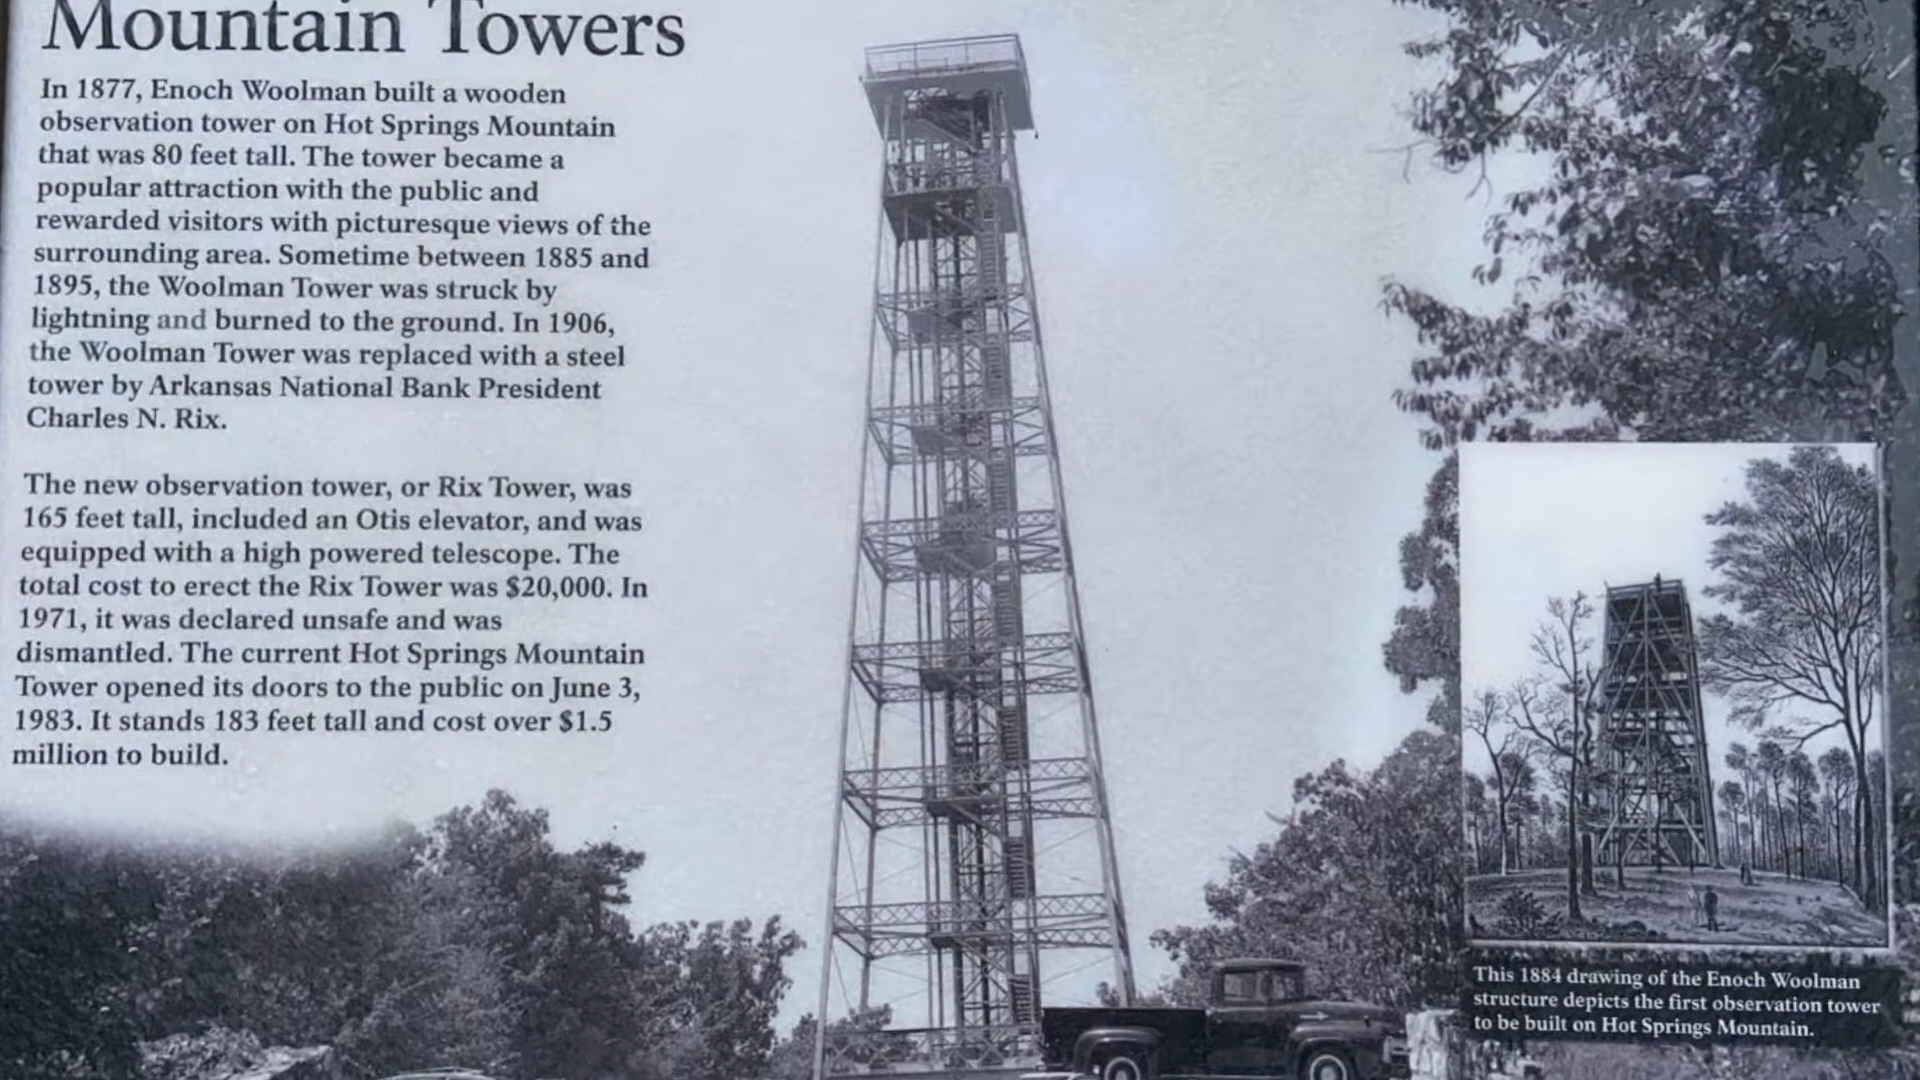 Mountain Towers
In 1877, Enoch Woolman built a wooden
observation tower on Hot Springs Mountain
that was 80 feet tall. The tower became a
popular attraction with the public and
rewarded visitors with picturesque views of the
surrounding area. Sometime between 1885 and
1895, the Woolman Tower was struck by
lightning and burned to the ground. In 1906,
the Woolman Tower was replaced with a steel
tower by Arkansas National Bank President
Charles N. Rix.
The new observation tower, or Rix Tower, was
165 feet tall, included an Otis elevator, and was
equipped with a high powered telescope. The
total cost to erect the Rix Tower was $20,000. In
1971, it was declared unsafe and was
dismantled. The current Hot Springs Mountain
Tower opened its doors to the public on June 3,
1983. It stands 183 feet tall and cost over $1.5
million to build.
This 1884 drawing of the Enoch Woolman
structure depicts the first observation tower
to be built on Hot Springs Mountain.